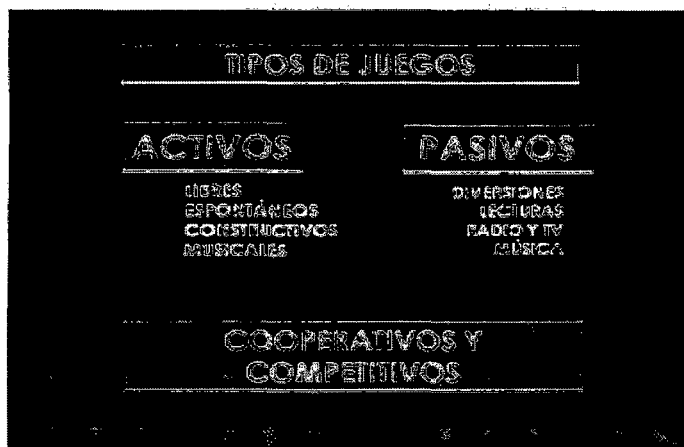 TIPOS DE JUEGOS
ACTIVOS
LIBRES
ESPONTÁNEOS
CONSTRUCTIVOS
MUSICALES
PASIVOS
DIVERSIONES
LECTURAS
RADIO Y TV
MÚSICA
COOPERATIVOS Y
COMPETITIVOS